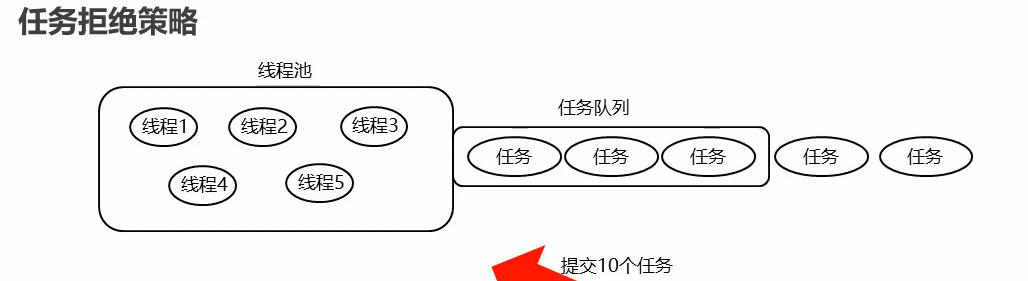 任务拒绝策略
线程池
任务队列
线程1 线程2 线程3
任务 任务 任务 任务 任务
线程4 线程5
提交10个任务